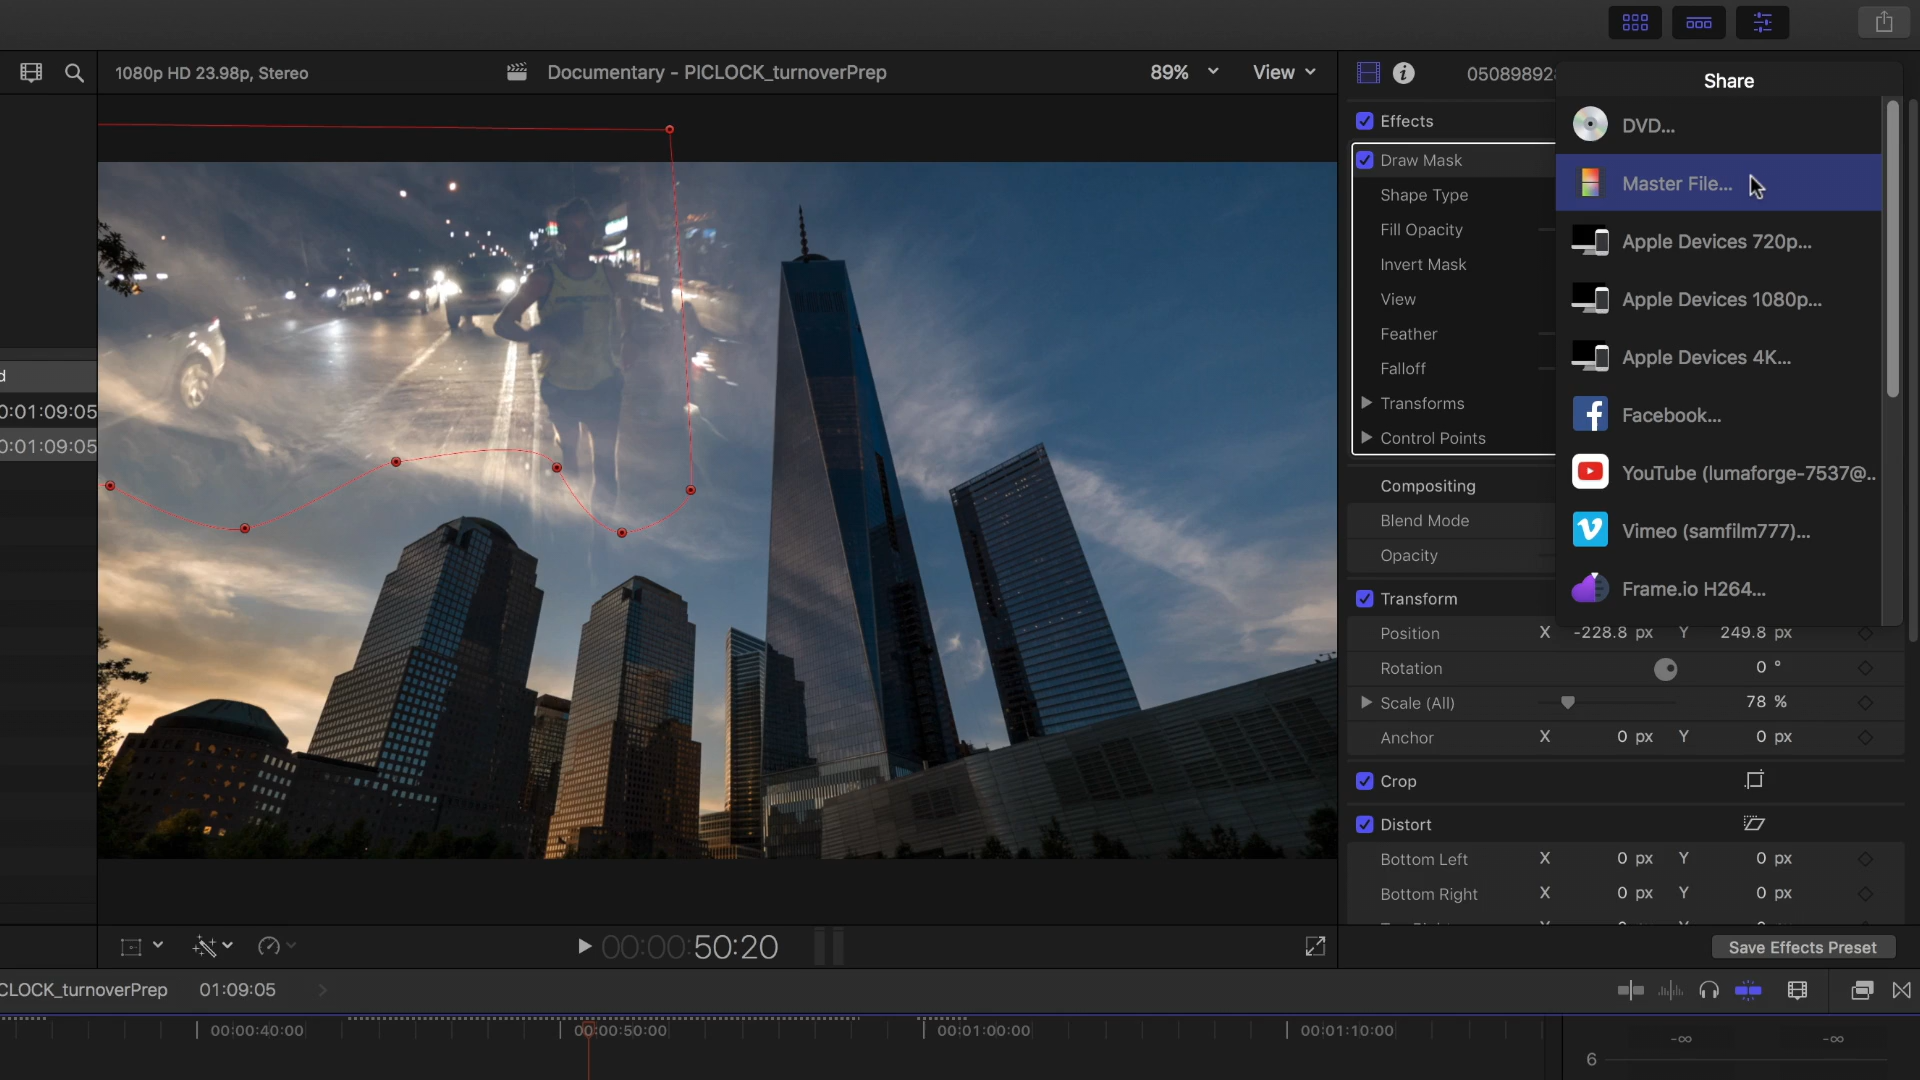 1080p HD 23.98p, Stereo
Documentary - PICLOCK_turnoverPrep
89%
View
Share
DVD...
Master File...
Apple Devices 720p...
Apple Devices 1080p...
Apple Devices 4K...
Facebook...
YouTube (lumaforge-7537@..
Vimeo (samfilm777)...
Frame.io H264...
Effects
Draw Mask
Shape Type
Fill Opacity
Invert Mask
View
Feather
Falloff
Transforms
Control Points
Compositing
Blend Mode
Opacity
Transform
Position X -228.8 px Y 249.8 px
Rotation 0 °
Scale (All) 78 %
Anchor X 0 px Y 0 px
Crop
Distort
Bottom Left X 0 px Y 0 px
Bottom Right X 0 px Y 0 px
Save Effects Preset
d
0:01:09:05
0:01:09:05
00:00:50:20
CLOCK_turnoverPrep 01:09:05
00:00:40:00 00:00:50:00 00:01:00:00 00:01:10:00
-∞ -∞
6